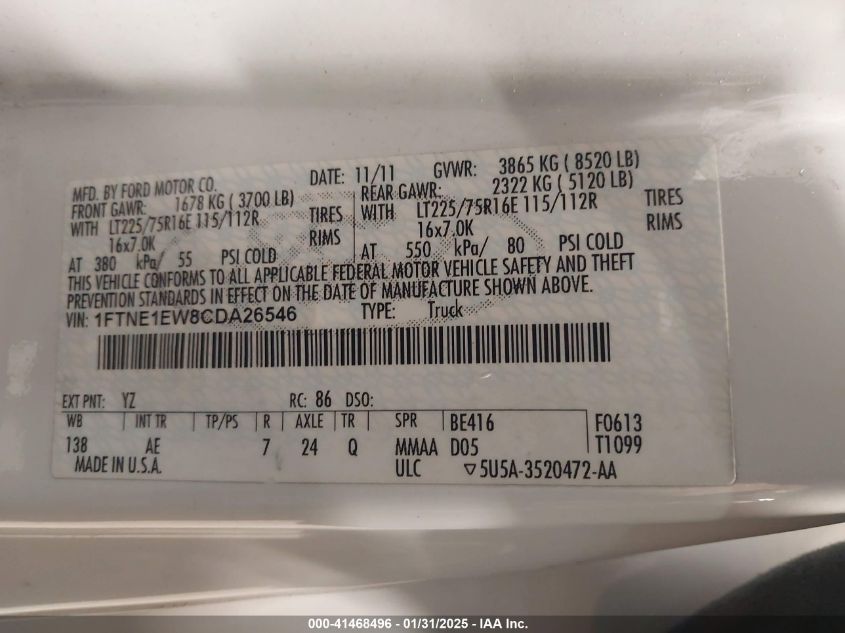 MFD. BY FORD MOTOR CO. DATE: 11/11 GVWR: 3865 KG ( 8520 LB)
FRONT GAWR: 1678 KG ( 3700 LB) REAR GAWR: 2322 KG ( 5120 LB)
WITH LT225/75R16E 115/112R TIRES WITH LT225/75R16E 115/112R TIRES
16x7.0K RIMS 16x7.0K RIMS
AT 380 kPa/ 55 PSI COLD AT 550 kPa/ 80 PSI COLD
THIS VEHICLE CONFORMS TO ALL APPLICABLE FEDERAL MOTOR VEHICLE SAFETY AND THEFT
PREVENTION STANDARDS IN EFFECT ON THE DATE OF MANUFACTURE SHOWN ABOVE.
VIN: 1FTNE1EW8CDA26546 TYPE: Truck
EXT PNT: YZ RC: 86 DSO:
WB INT TR TP/PS R AXLE TR SPR BE416 F0613
138 AE 7 24 Q MMAA D05 T1099
MADE IN U.S.A. ULC ▽5U5A-3520472-AA
000-41468496 - 01/31/2025 - IAA Inc.